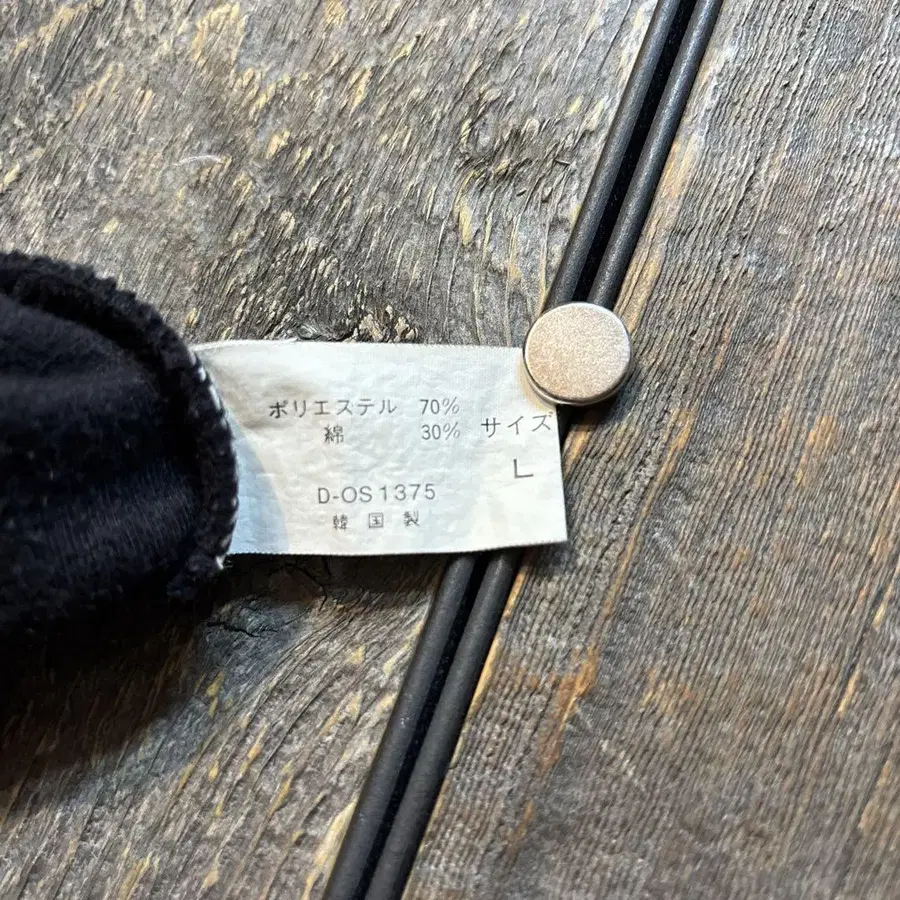 ポリエステル 70%
綿 30%
サイズ
L
D-OS1375
韓国製